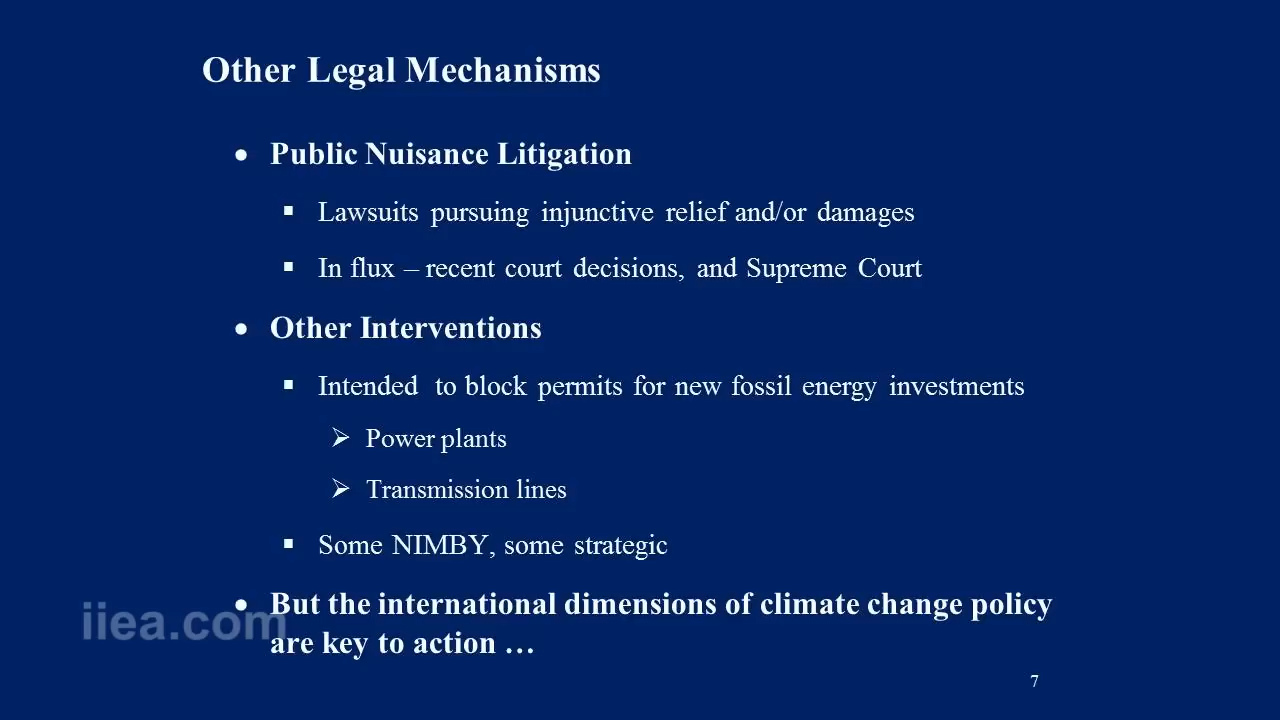 Other Legal Mechanisms
• Public Nuisance Litigation
▪ Lawsuits pursuing injunctive relief and/or damages
▪ In flux – recent court decisions, and Supreme Court
• Other Interventions
▪ Intended to block permits for new fossil energy investments
➢ Power plants
➢ Transmission lines
▪ Some NIMBY, some strategic
• But the international dimensions of climate change policy
are key to action …
iiea.com
7